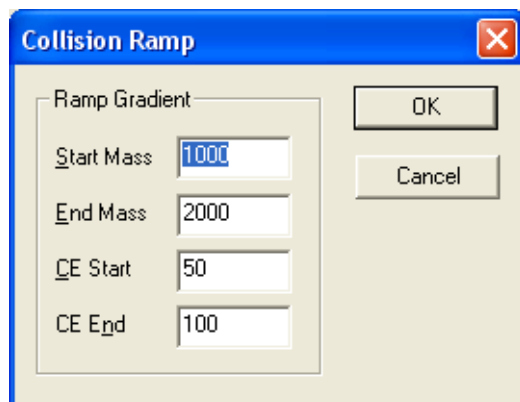 Collision Ramp
Ramp Gradient
Start Mass 1000
End Mass 2000
CE Start 50
CE End 100
OK
Cancel